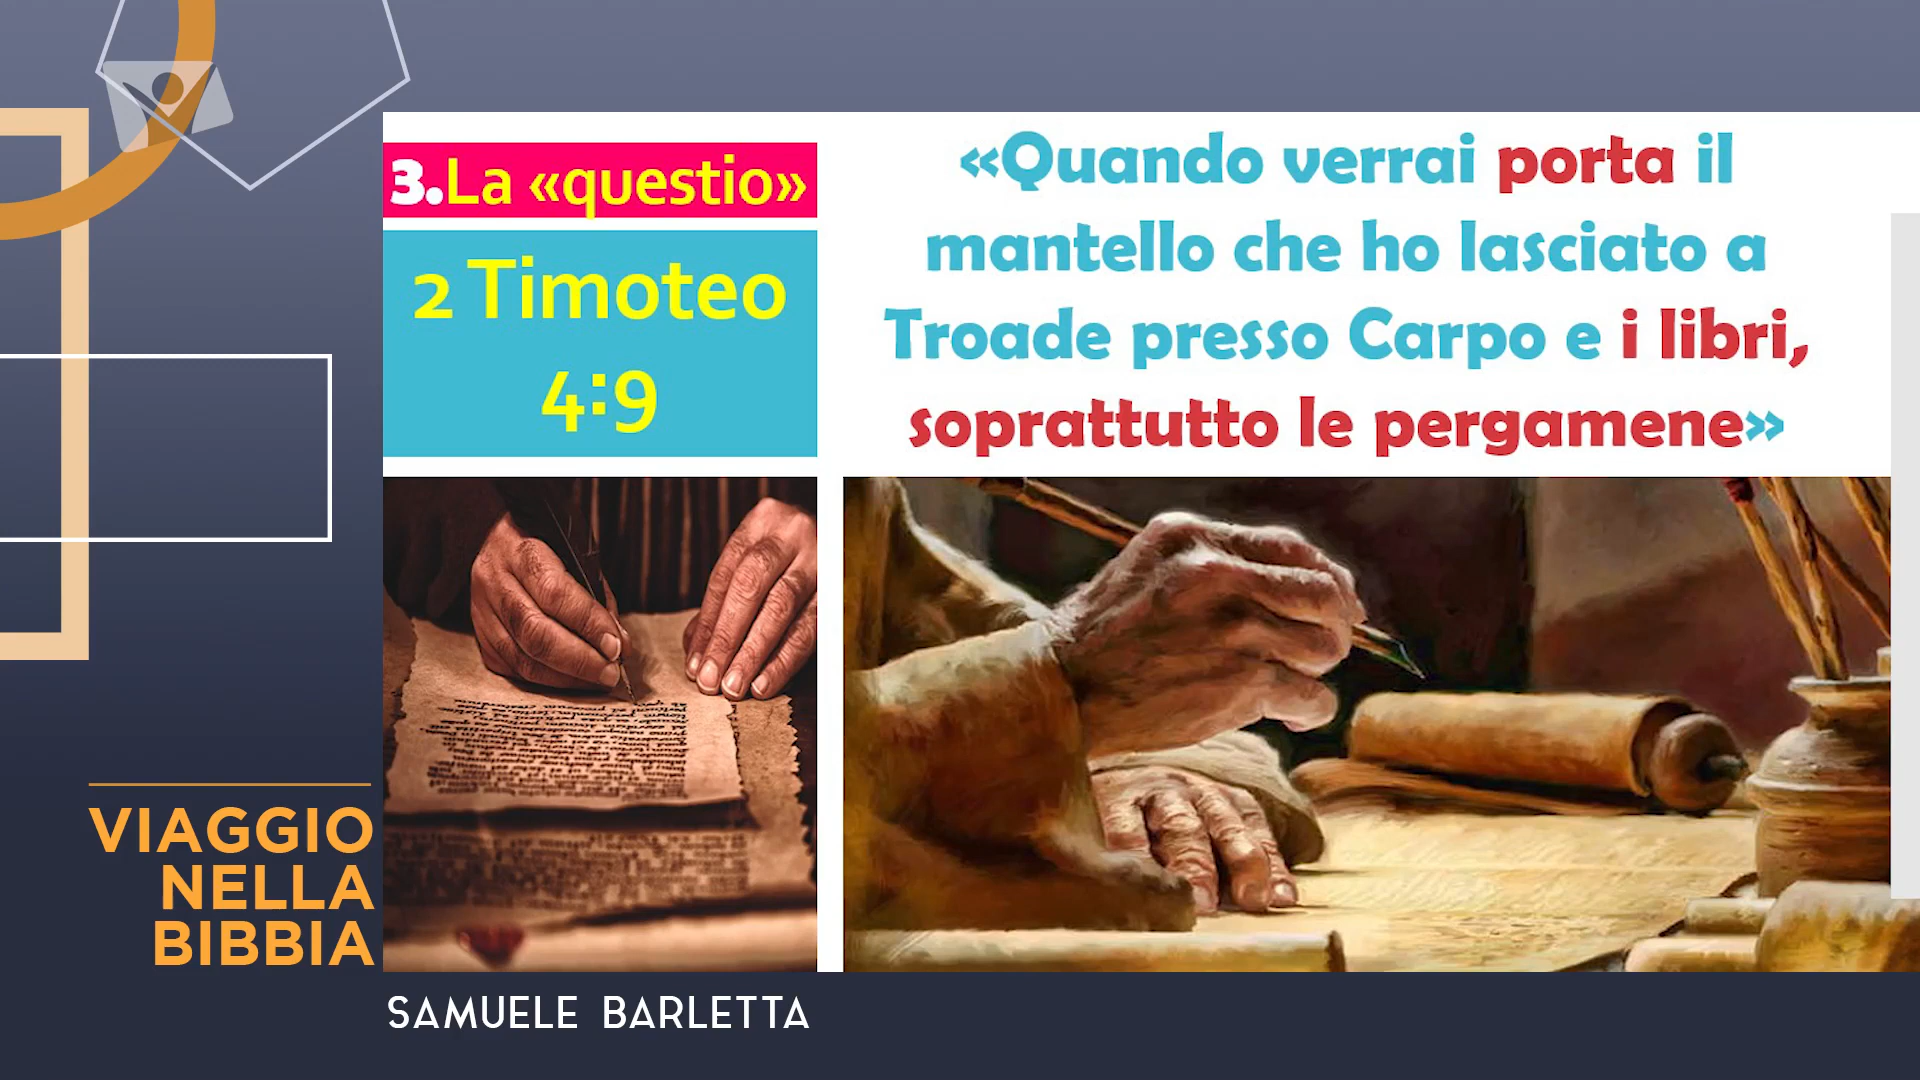 3.La «questio»
2 Timoteo
4:9
«Quando verrai porta il
mantello che ho lasciato a
Troade presso Carpo e i libri,
soprattutto le pergamene»
VIAGGIO
NELLA
BIBBIA
SAMUELE BARLETTA